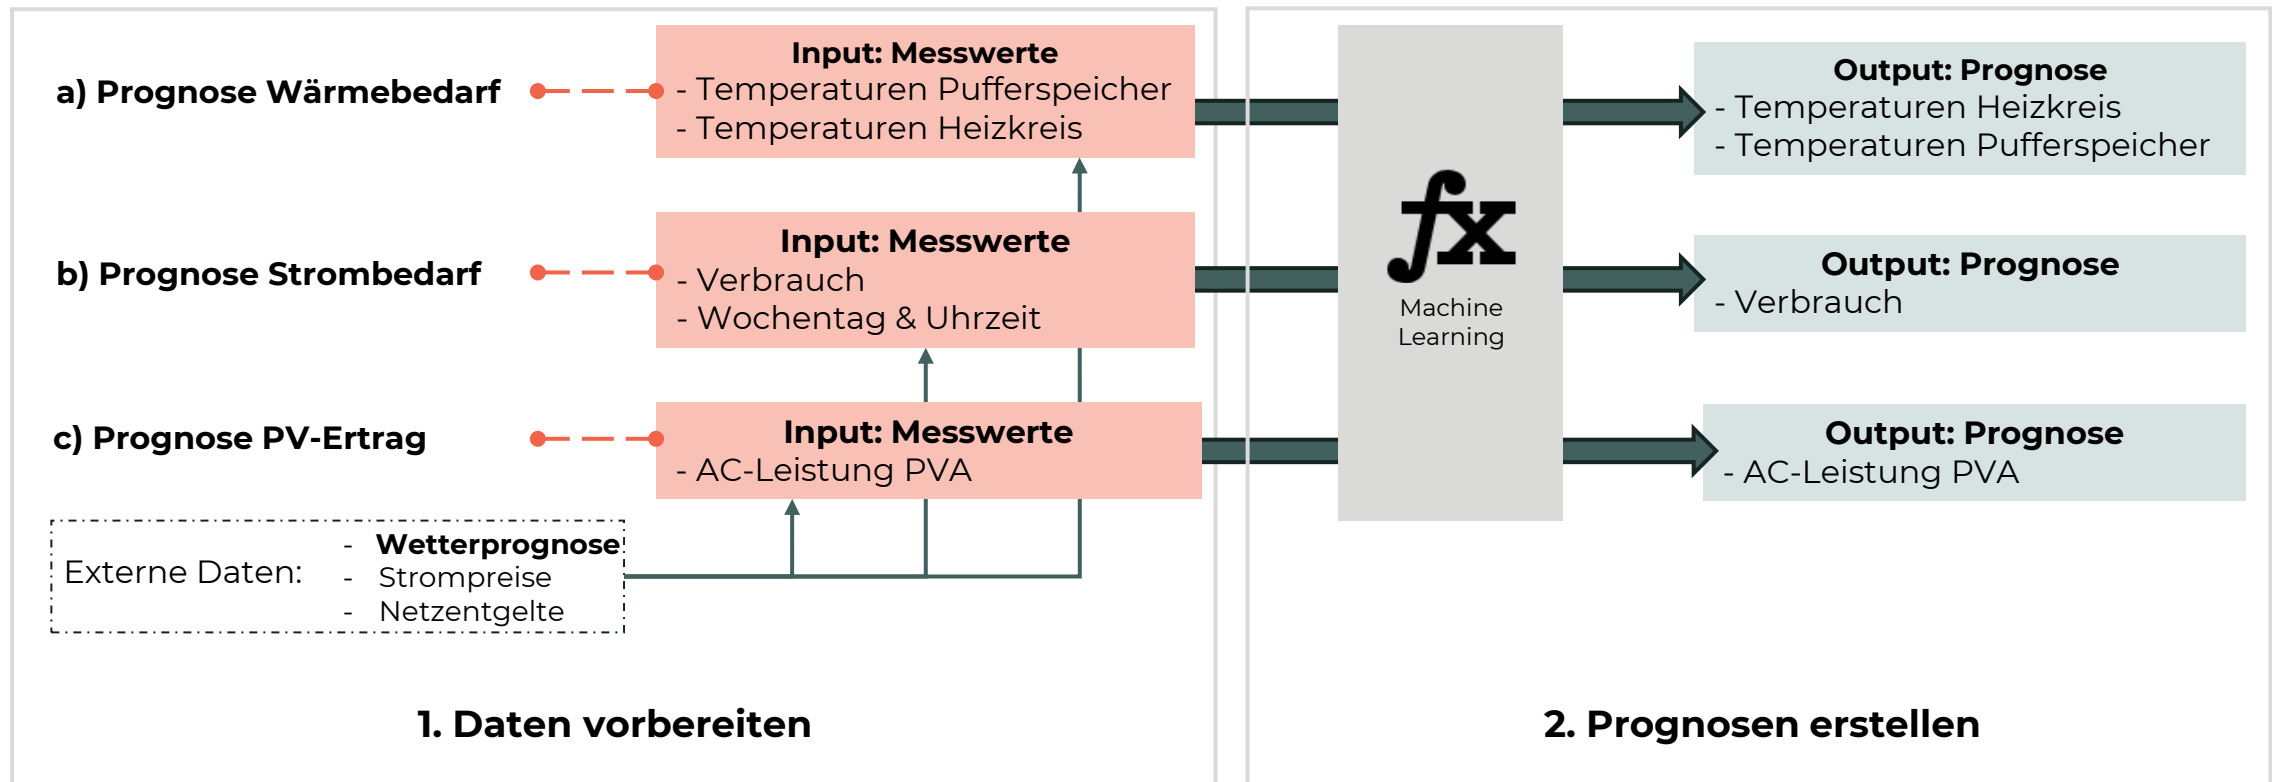 a) Prognose Wärmebedarf
Input: Messwerte
- Temperaturen Pufferspeicher
- Temperaturen Heizkreis
b) Prognose Strombedarf
Input: Messwerte
- Verbrauch
- Wochentag & Uhrzeit
c) Prognose PV-Ertrag
Input: Messwerte
- AC-Leistung PVA
Externe Daten:
- Wetterprognose
- Strompreise
- Netzentgelte
1. Daten vorbereiten
fx
Machine
Learning
Output: Prognose
- Temperaturen Heizkreis
- Temperaturen Pufferspeicher
Output: Prognose
- Verbrauch
Output: Prognose
- AC-Leistung PVA
2. Prognosen erstellen